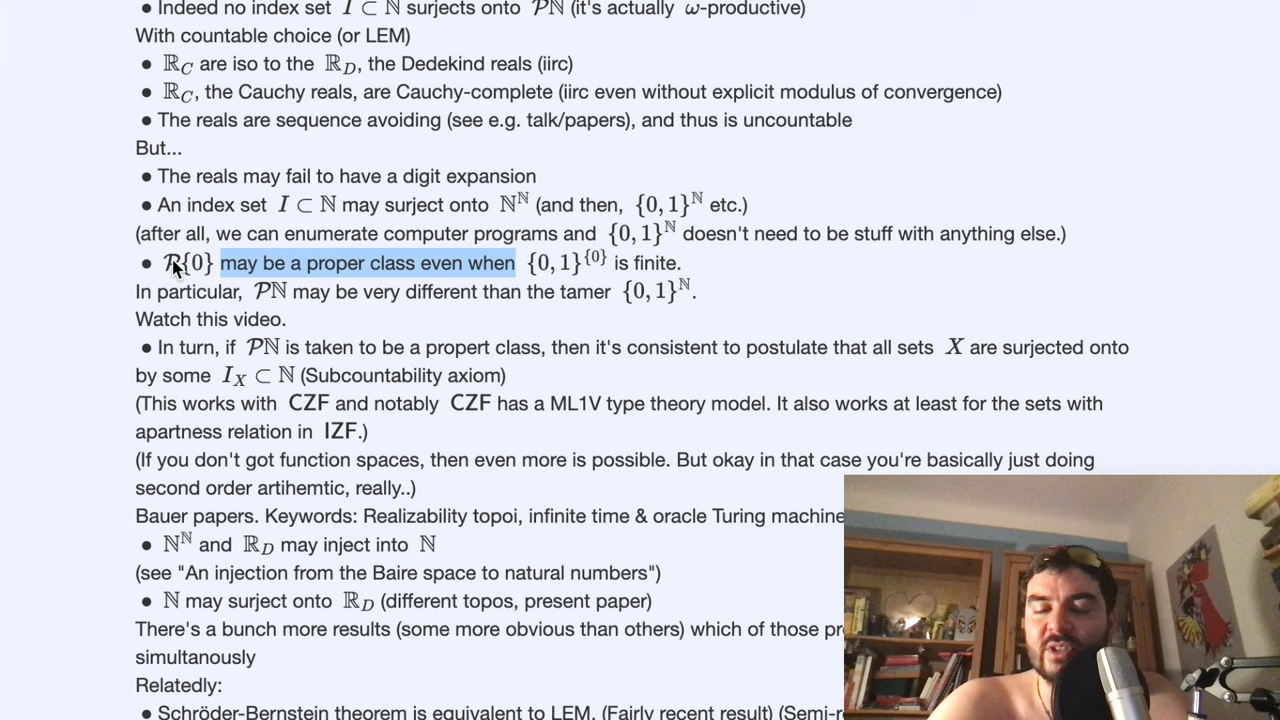 • Indeed no index set I ⊂ ℕ surjects onto 𝒫ℕ (it's actually ω-productive)
With countable choice (or LEM)
• ℝ_C are iso to the ℝ_D, the Dedekind reals (iirc)
• ℝ_C, the Cauchy reals, are Cauchy-complete (iirc even without explicit modulus of convergence)
• The reals are sequence avoiding (see e.g. talk/papers), and thus is uncountable
But...
• The reals may fail to have a digit expansion
• An index set I ⊂ ℕ may surject onto ℕ^ℕ (and then, {0, 1}^ℕ etc.)
(after all, we can enumerate computer programs and {0, 1}^ℕ doesn't need to be stuff with anything else.)
• 𝒫{0} may be a proper class even when {0, 1}^{0} is finite.
In particular, 𝒫ℕ may be very different than the tamer {0, 1}^ℕ.
Watch this video.
• In turn, if 𝒫ℕ is taken to be a propert class, then it's consistent to postulate that all sets X are surjected onto
by some I_X ⊂ ℕ (Subcountability axiom)
(This works with CZF and notably CZF has a ML1V type theory model. It also works at least for the sets with
apartness relation in IZF.)
(If you don't got function spaces, then even more is possible. But okay in that case you're basically just doing
second order artihemtic, really..)
Bauer papers. Keywords: Realizability topoi, infinite time & oracle Turing machine
• ℕ^ℕ and ℝ_D may inject into ℕ
(see "An injection from the Baire space to natural numbers")
• ℕ may surject onto ℝ_D (different topos, present paper)
There's a bunch more results (some more obvious than others) which of those pr
simultanously
Relatedly:
• Schröder-Bernstein theorem is equivalent to LEM. (Fairly recent result) (Semi-r